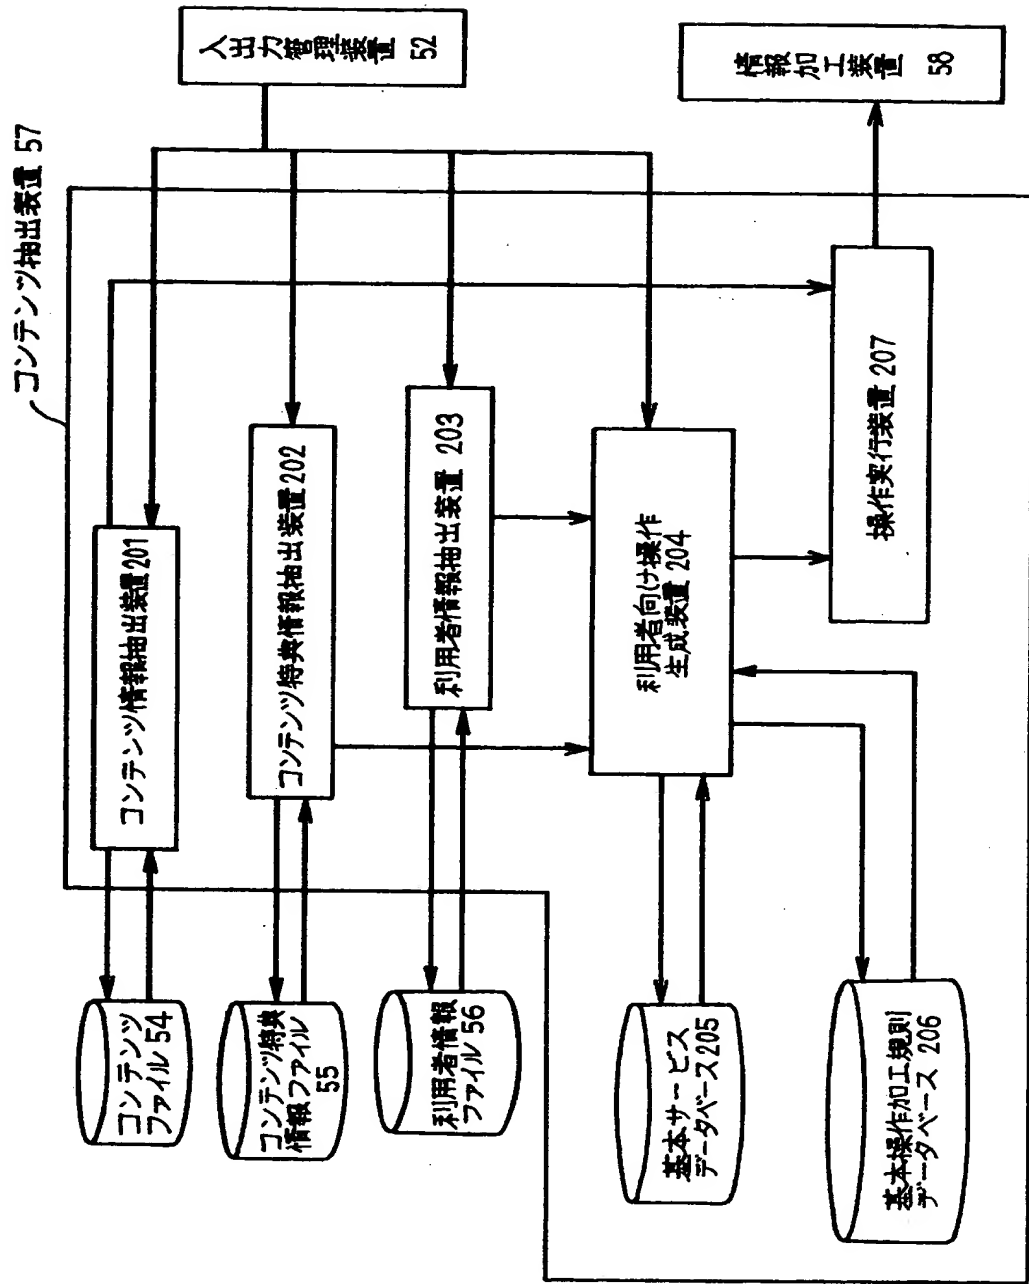 コンテンツ抽出装置 57
入出力管理装置 52
情報加工装置 58
コンテンツ情報抽出装置 201
コンテンツ特典情報抽出装置 202
利用者情報抽出装置 203
利用者向け操作
生成装置 204
操作実行装置 207
コンテンツ
ファイル 54
コンテンツ特典
情報ファイル
55
利用者情報
ファイル 56
基本サービス
データベース 205
基本操作加工規則
データベース 206